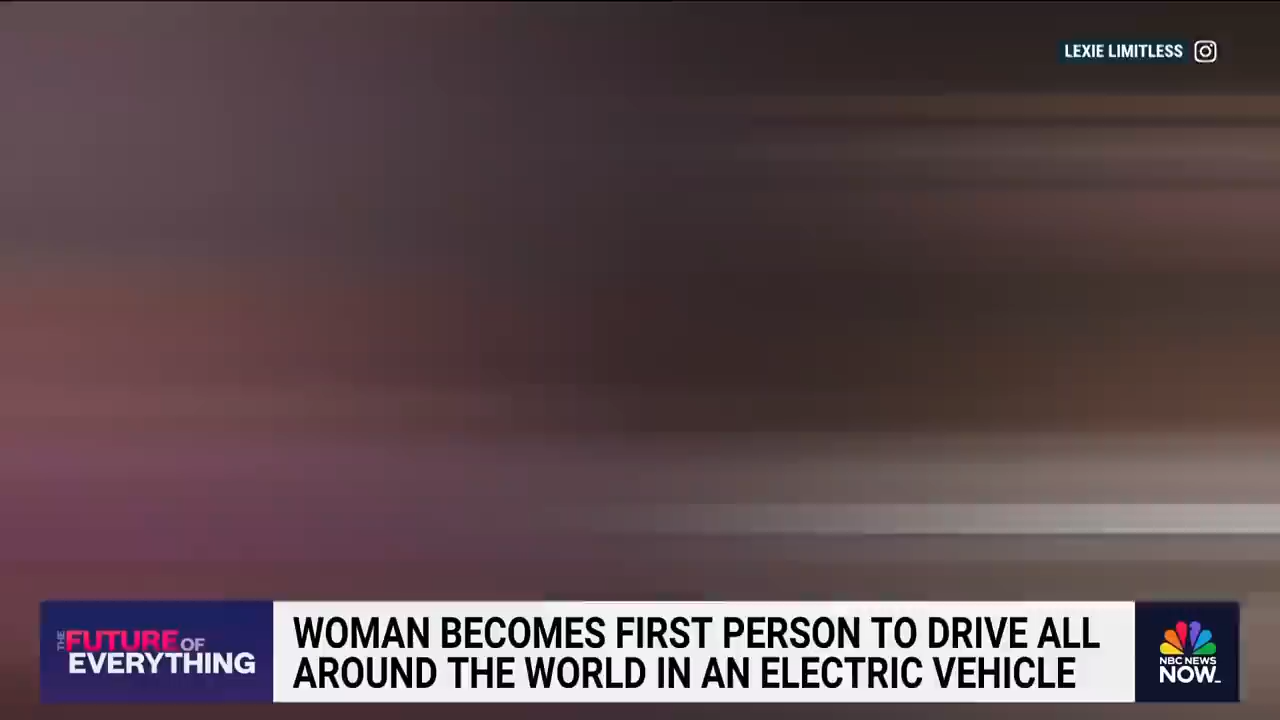 LEXIE LIMITLESS
THE FUTURE OF
EVERYTHING
WOMAN BECOMES FIRST PERSON TO DRIVE ALL
AROUND THE WORLD IN AN ELECTRIC VEHICLE
NBC NEWS
NOW